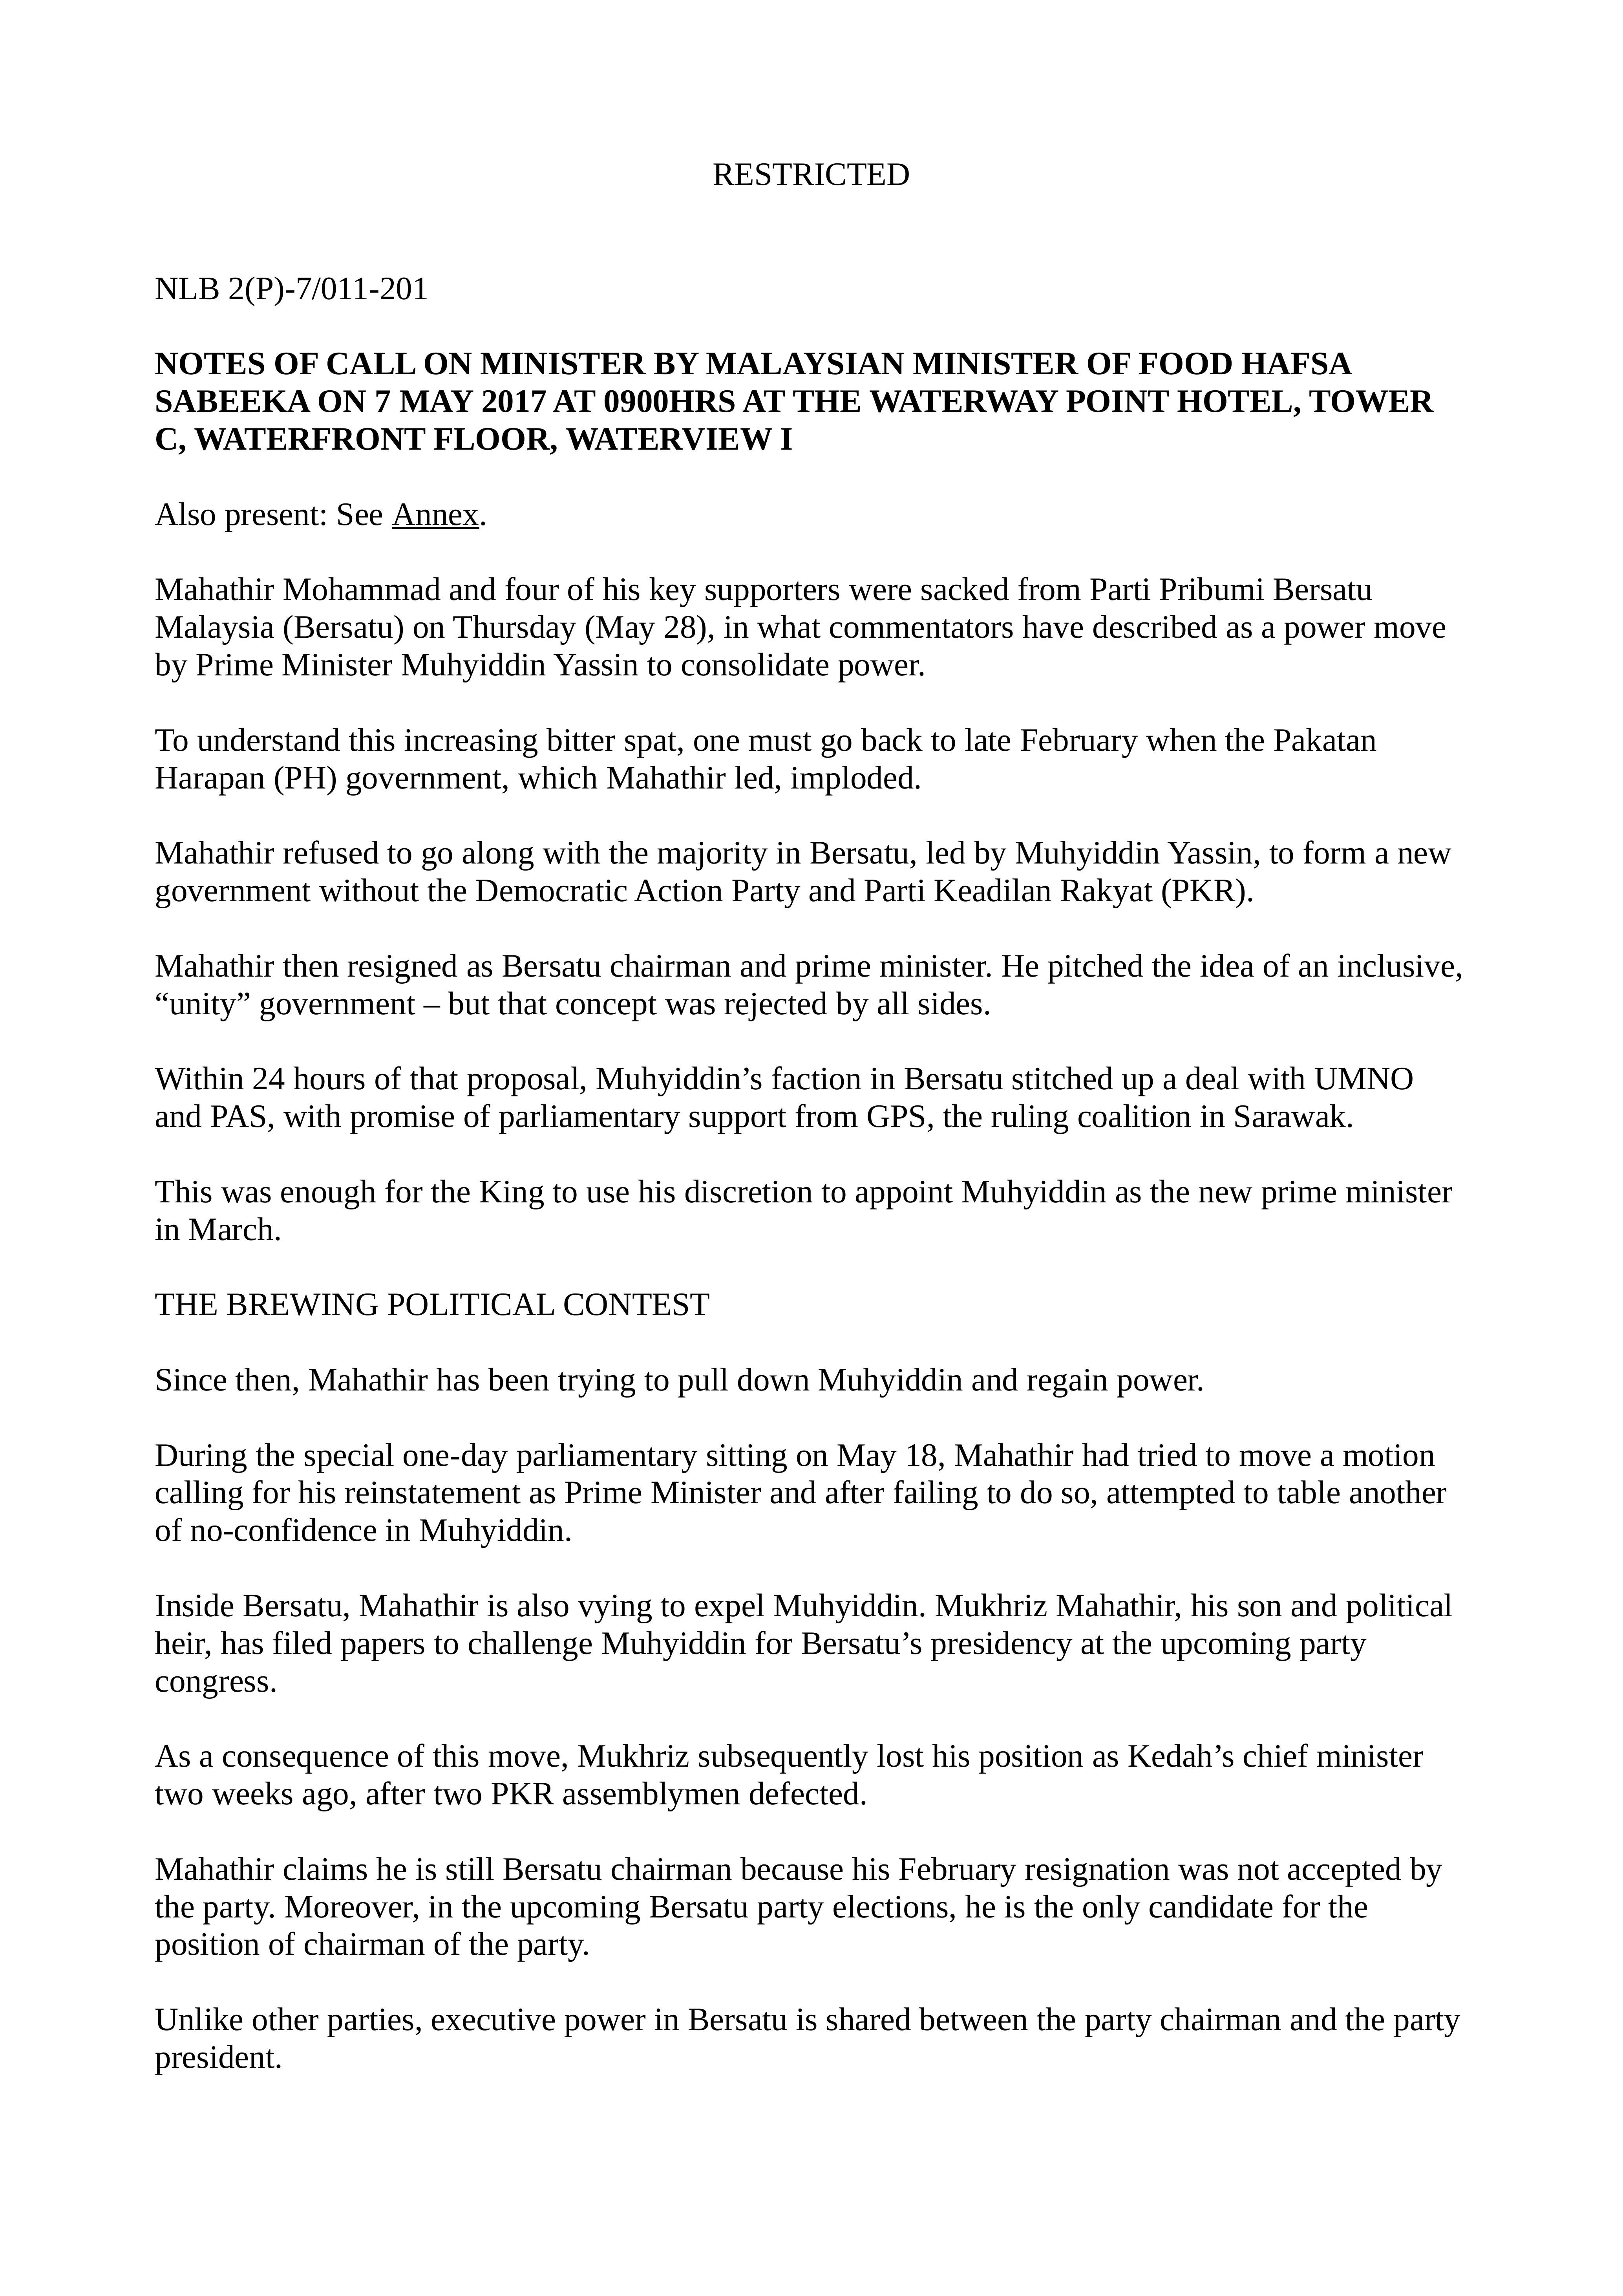 RESTRICTED
NLB 2(P)-7/011-201
NOTES OF CALL ON MINISTER BY MALAYSIAN MINISTER OF FOOD HAFSA
SABEEKA ON 7 MAY 2017 AT 0900HRS AT THE WATERWAY POINT HOTEL, TOWER
C, WATERFRONT FLOOR, WATERVIEW I
Also present: See Annex.
Mahathir Mohammad and four of his key supporters were sacked from Parti Pribumi Bersatu
Malaysia (Bersatu) on Thursday (May 28), in what commentators have described as a power move
by Prime Minister Muhyiddin Yassin to consolidate power.
To understand this increasing bitter spat, one must go back to late February when the Pakatan
Harapan (PH) government, which Mahathir led, imploded.
Mahathir refused to go along with the majority in Bersatu, led by Muhyiddin Yassin, to form a new
government without the Democratic Action Party and Parti Keadilan Rakyat (PKR).
Mahathir then resigned as Bersatu chairman and prime minister. He pitched the idea of an inclusive,
“unity” government – but that concept was rejected by all sides.
Within 24 hours of that proposal, Muhyiddin’s faction in Bersatu stitched up a deal with UMNO
and PAS, with promise of parliamentary support from GPS, the ruling coalition in Sarawak.
This was enough for the King to use his discretion to appoint Muhyiddin as the new prime minister
in March.
THE BREWING POLITICAL CONTEST
Since then, Mahathir has been trying to pull down Muhyiddin and regain power.
During the special one-day parliamentary sitting on May 18, Mahathir had tried to move a motion
calling for his reinstatement as Prime Minister and after failing to do so, attempted to table another
of no-confidence in Muhyiddin.
Inside Bersatu, Mahathir is also vying to expel Muhyiddin. Mukhriz Mahathir, his son and political
heir, has filed papers to challenge Muhyiddin for Bersatu’s presidency at the upcoming party
congress.
As a consequence of this move, Mukhriz subsequently lost his position as Kedah’s chief minister
two weeks ago, after two PKR assemblymen defected.
Mahathir claims he is still Bersatu chairman because his February resignation was not accepted by
the party. Moreover, in the upcoming Bersatu party elections, he is the only candidate for the
position of chairman of the party.
Unlike other parties, executive power in Bersatu is shared between the party chairman and the party
president.